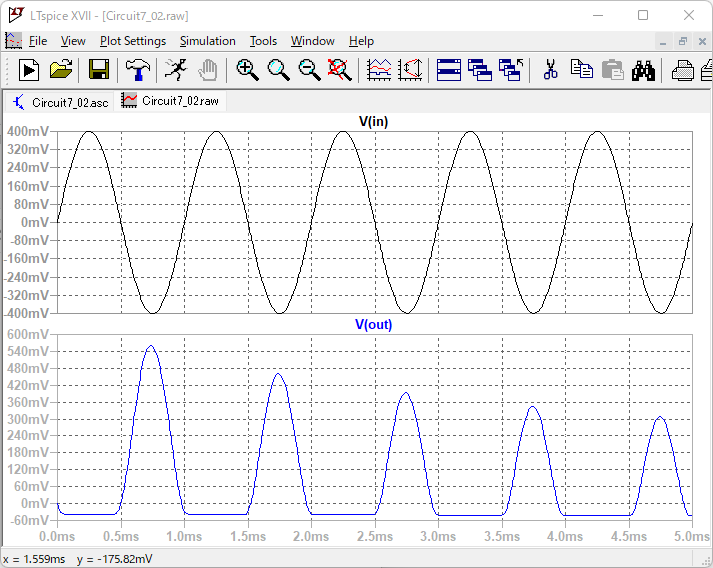 LTspice XVII - [Circuit7_02.raw]
File View Plot Settings Simulation Tools Window Help
Circuit7_02.asc Circuit7_02.raw
V(in)
400mV
320mV
240mV
160mV
80mV
0mV
-80mV
-160mV
-240mV
-320mV
-400mV
V(out)
600mV
540mV
480mV
420mV
360mV
300mV
240mV
180mV
120mV
60mV
0mV
-60mV
0.0ms 0.5ms 1.0ms 1.5ms 2.0ms 2.5ms 3.0ms 3.5ms 4.0ms 4.5ms 5.0ms
x = 1.559ms y = -175.82mV